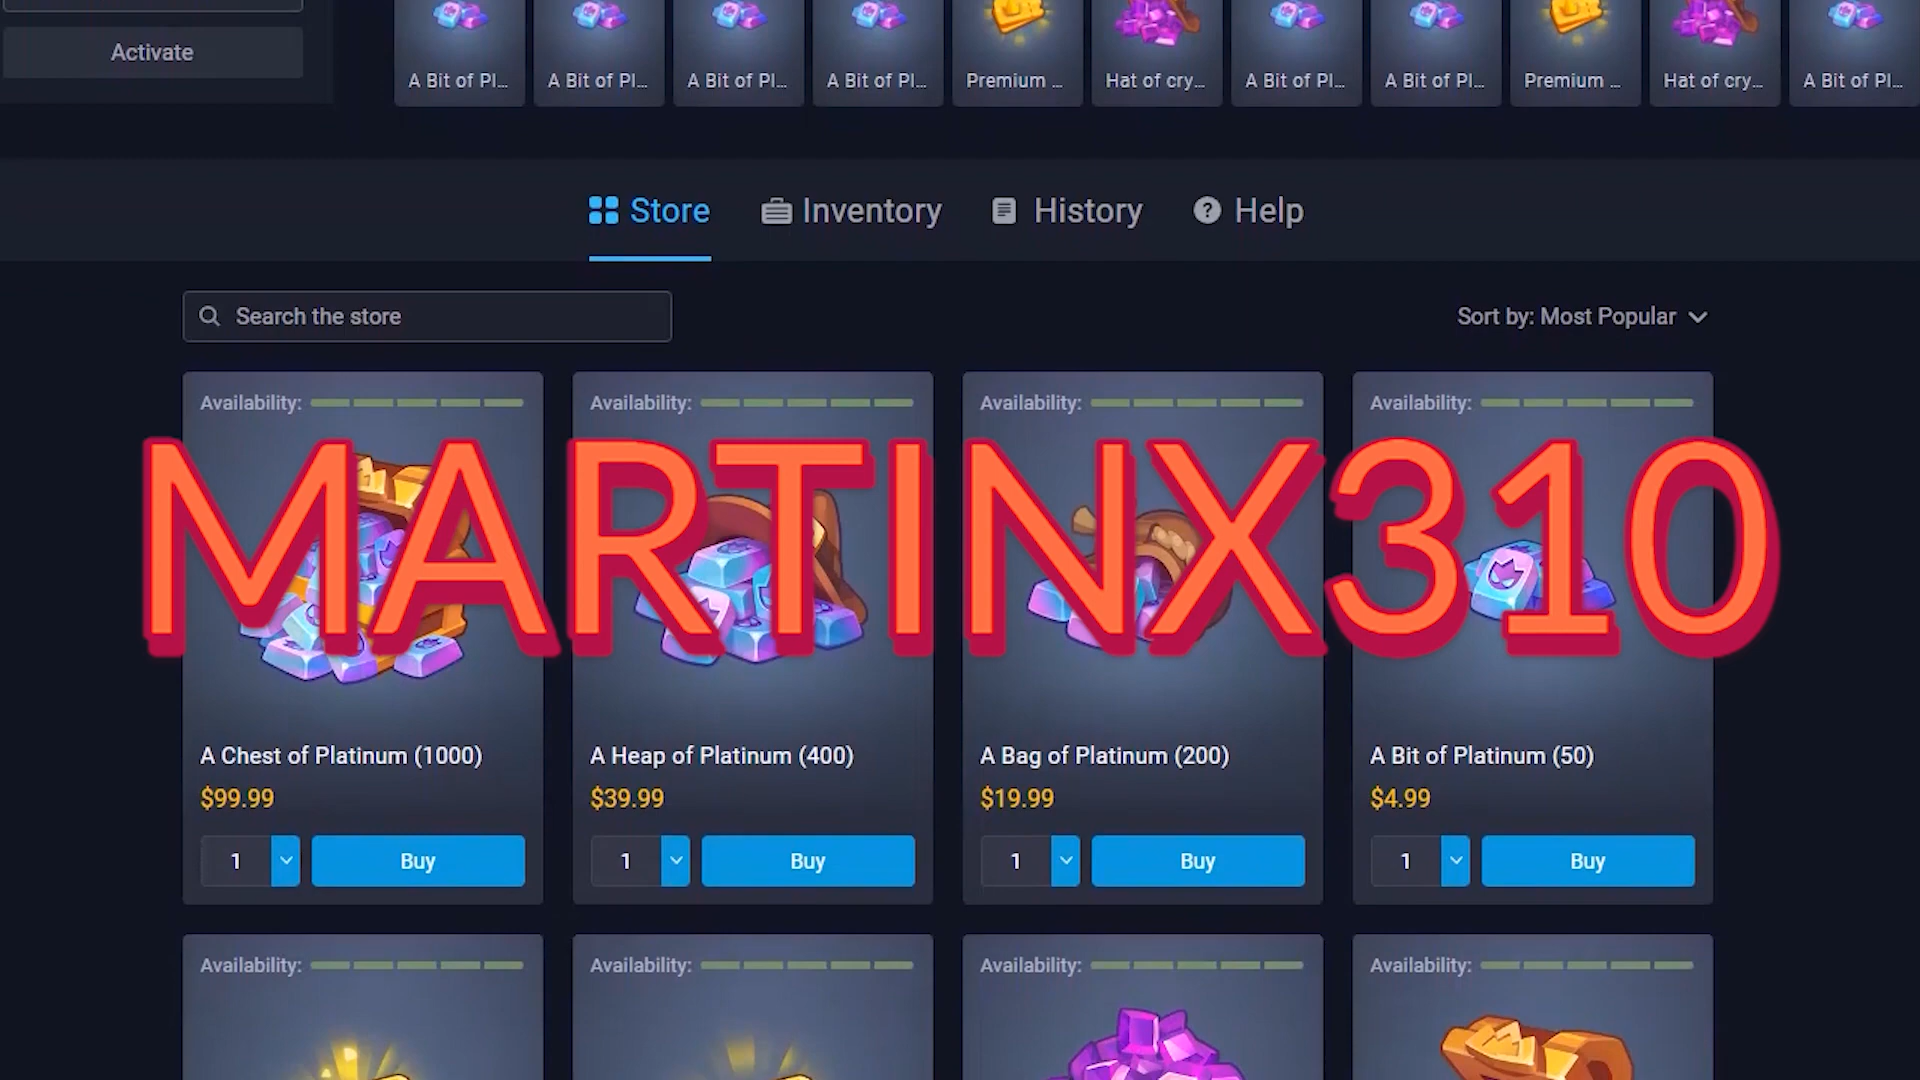 Activate
A Bit of Pl...
A Bit of Pl...
A Bit of Pl...
A Bit of Pl...
Premium ...
Hat of cry...
A Bit of Pl...
A Bit of Pl...
Premium ...
Hat of cry...
A Bit of Pl...
Store
Inventory
History
Help
Search the store
Sort by: Most Popular
Availability:
Availability:
Availability:
Availability:
MARTINX310
A Chest of Platinum (1000)
$99.99
1
Buy
A Heap of Platinum (400)
$39.99
1
Buy
A Bag of Platinum (200)
$19.99
1
Buy
A Bit of Platinum (50)
$4.99
1
Buy
Availability:
Availability:
Availability:
Availability: